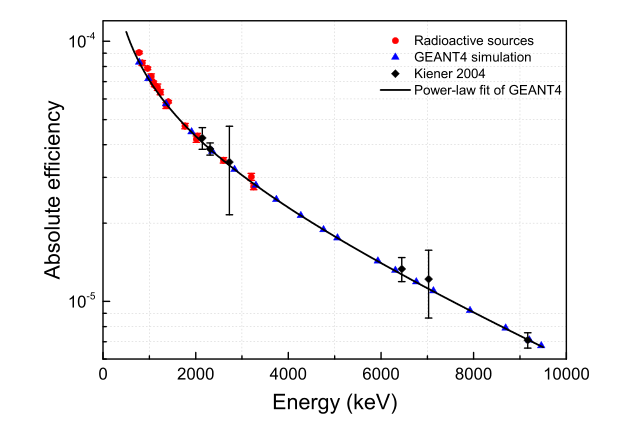 10⁻⁴
10⁻⁵
Absolute efficiency
Radioactive sources
GEANT4 simulation
Kiener 2004
Power-law fit of GEANT4
0 2000 4000 6000 8000 10000
Energy (keV)